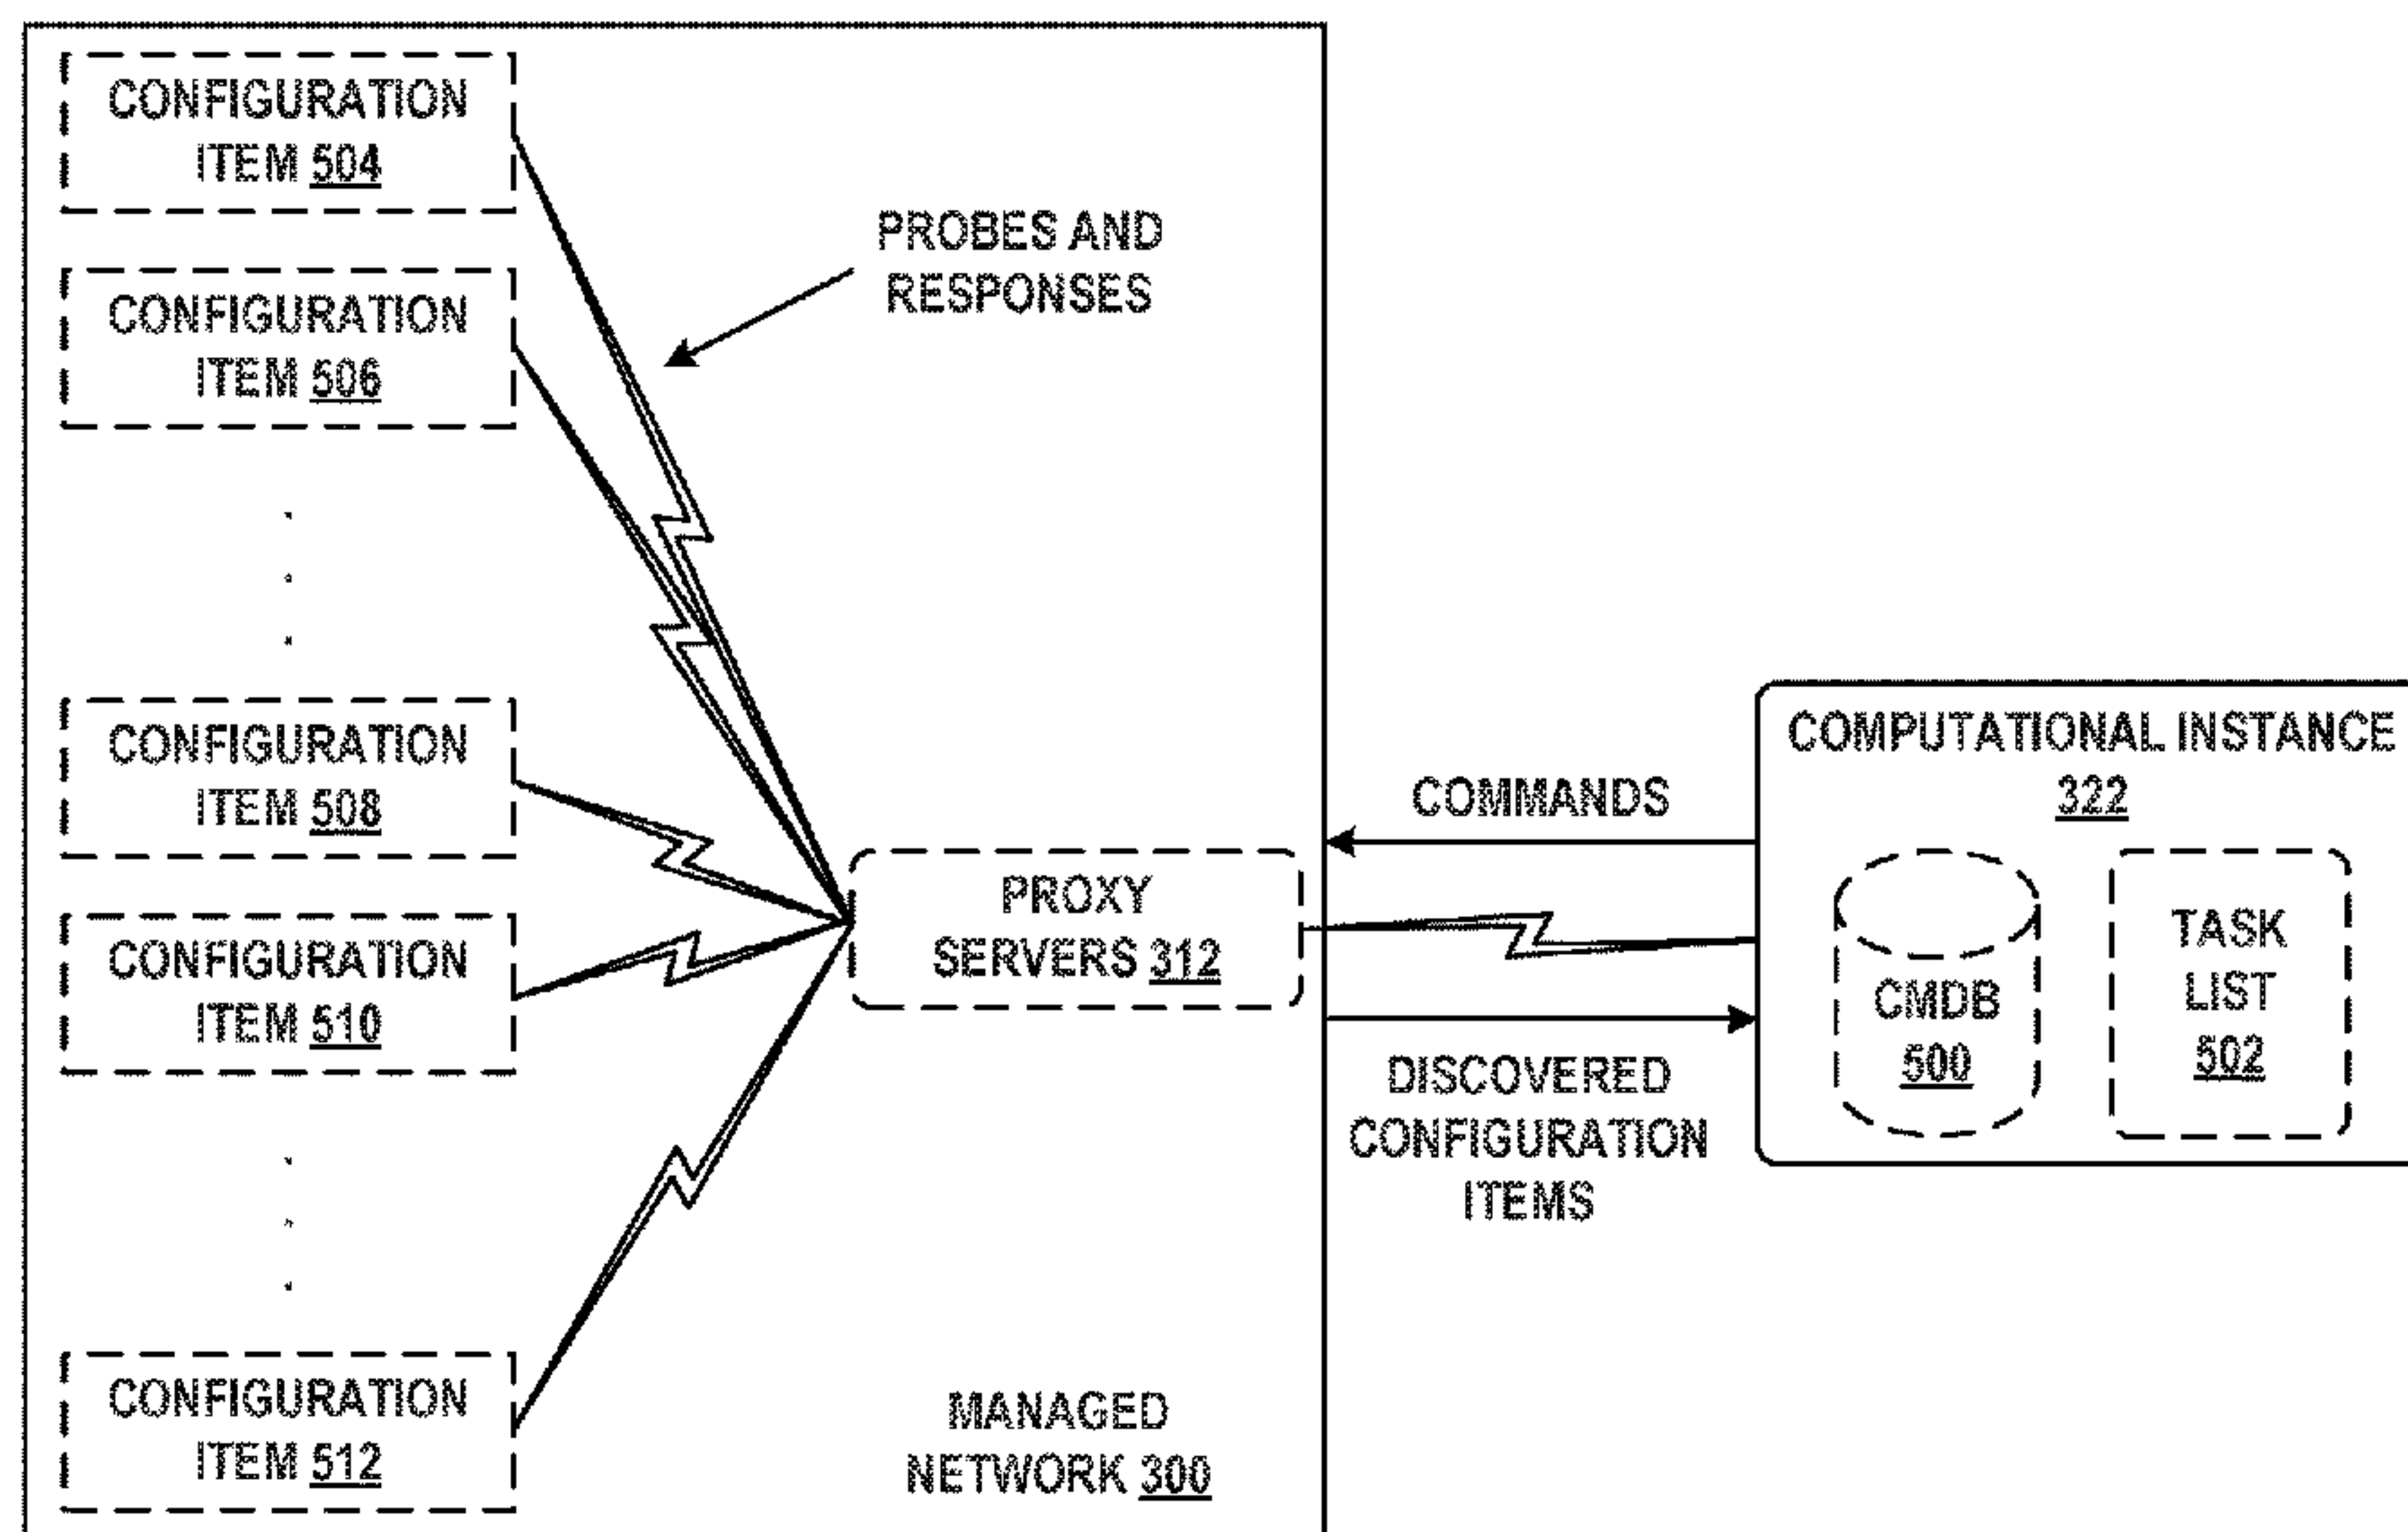 CONFIGURATION
ITEM 504
CONFIGURATION
ITEM 506
PROBES AND
RESPONSES
CONFIGURATION
ITEM 508
CONFIGURATION
ITEM 510
CONFIGURATION
ITEM 512
PROXY
SERVERS 312
MANAGED
NETWORK 300
COMMANDS
DISCOVERED
CONFIGURATION
ITEMS
COMPUTATIONAL INSTANCE
322
CMDB
500
TASK
LIST
502